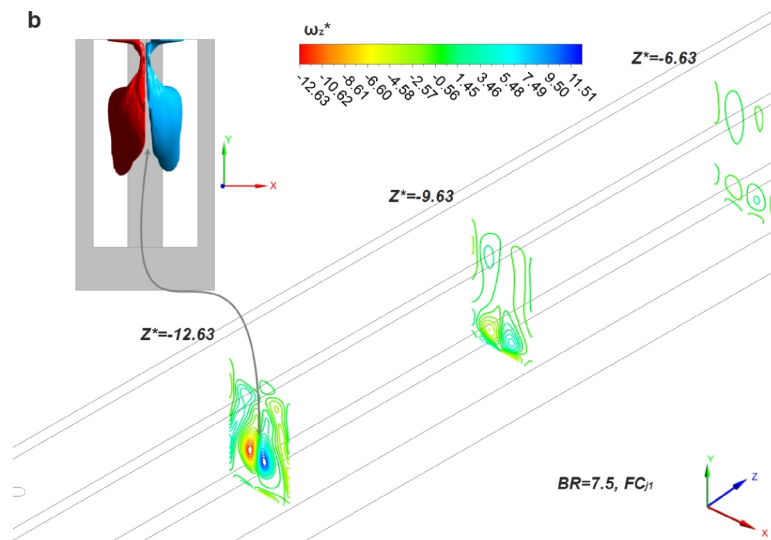 b
ωz*
-12.63 -10.62 -8.61 -6.60 -4.58 -2.57 -0.56 1.45 3.46 5.48 7.49 9.50 11.51
Z*=-6.63
Y
X
Z*=-9.63
Z*=-12.63
BR=7.5, FCj1
Y
Z
X